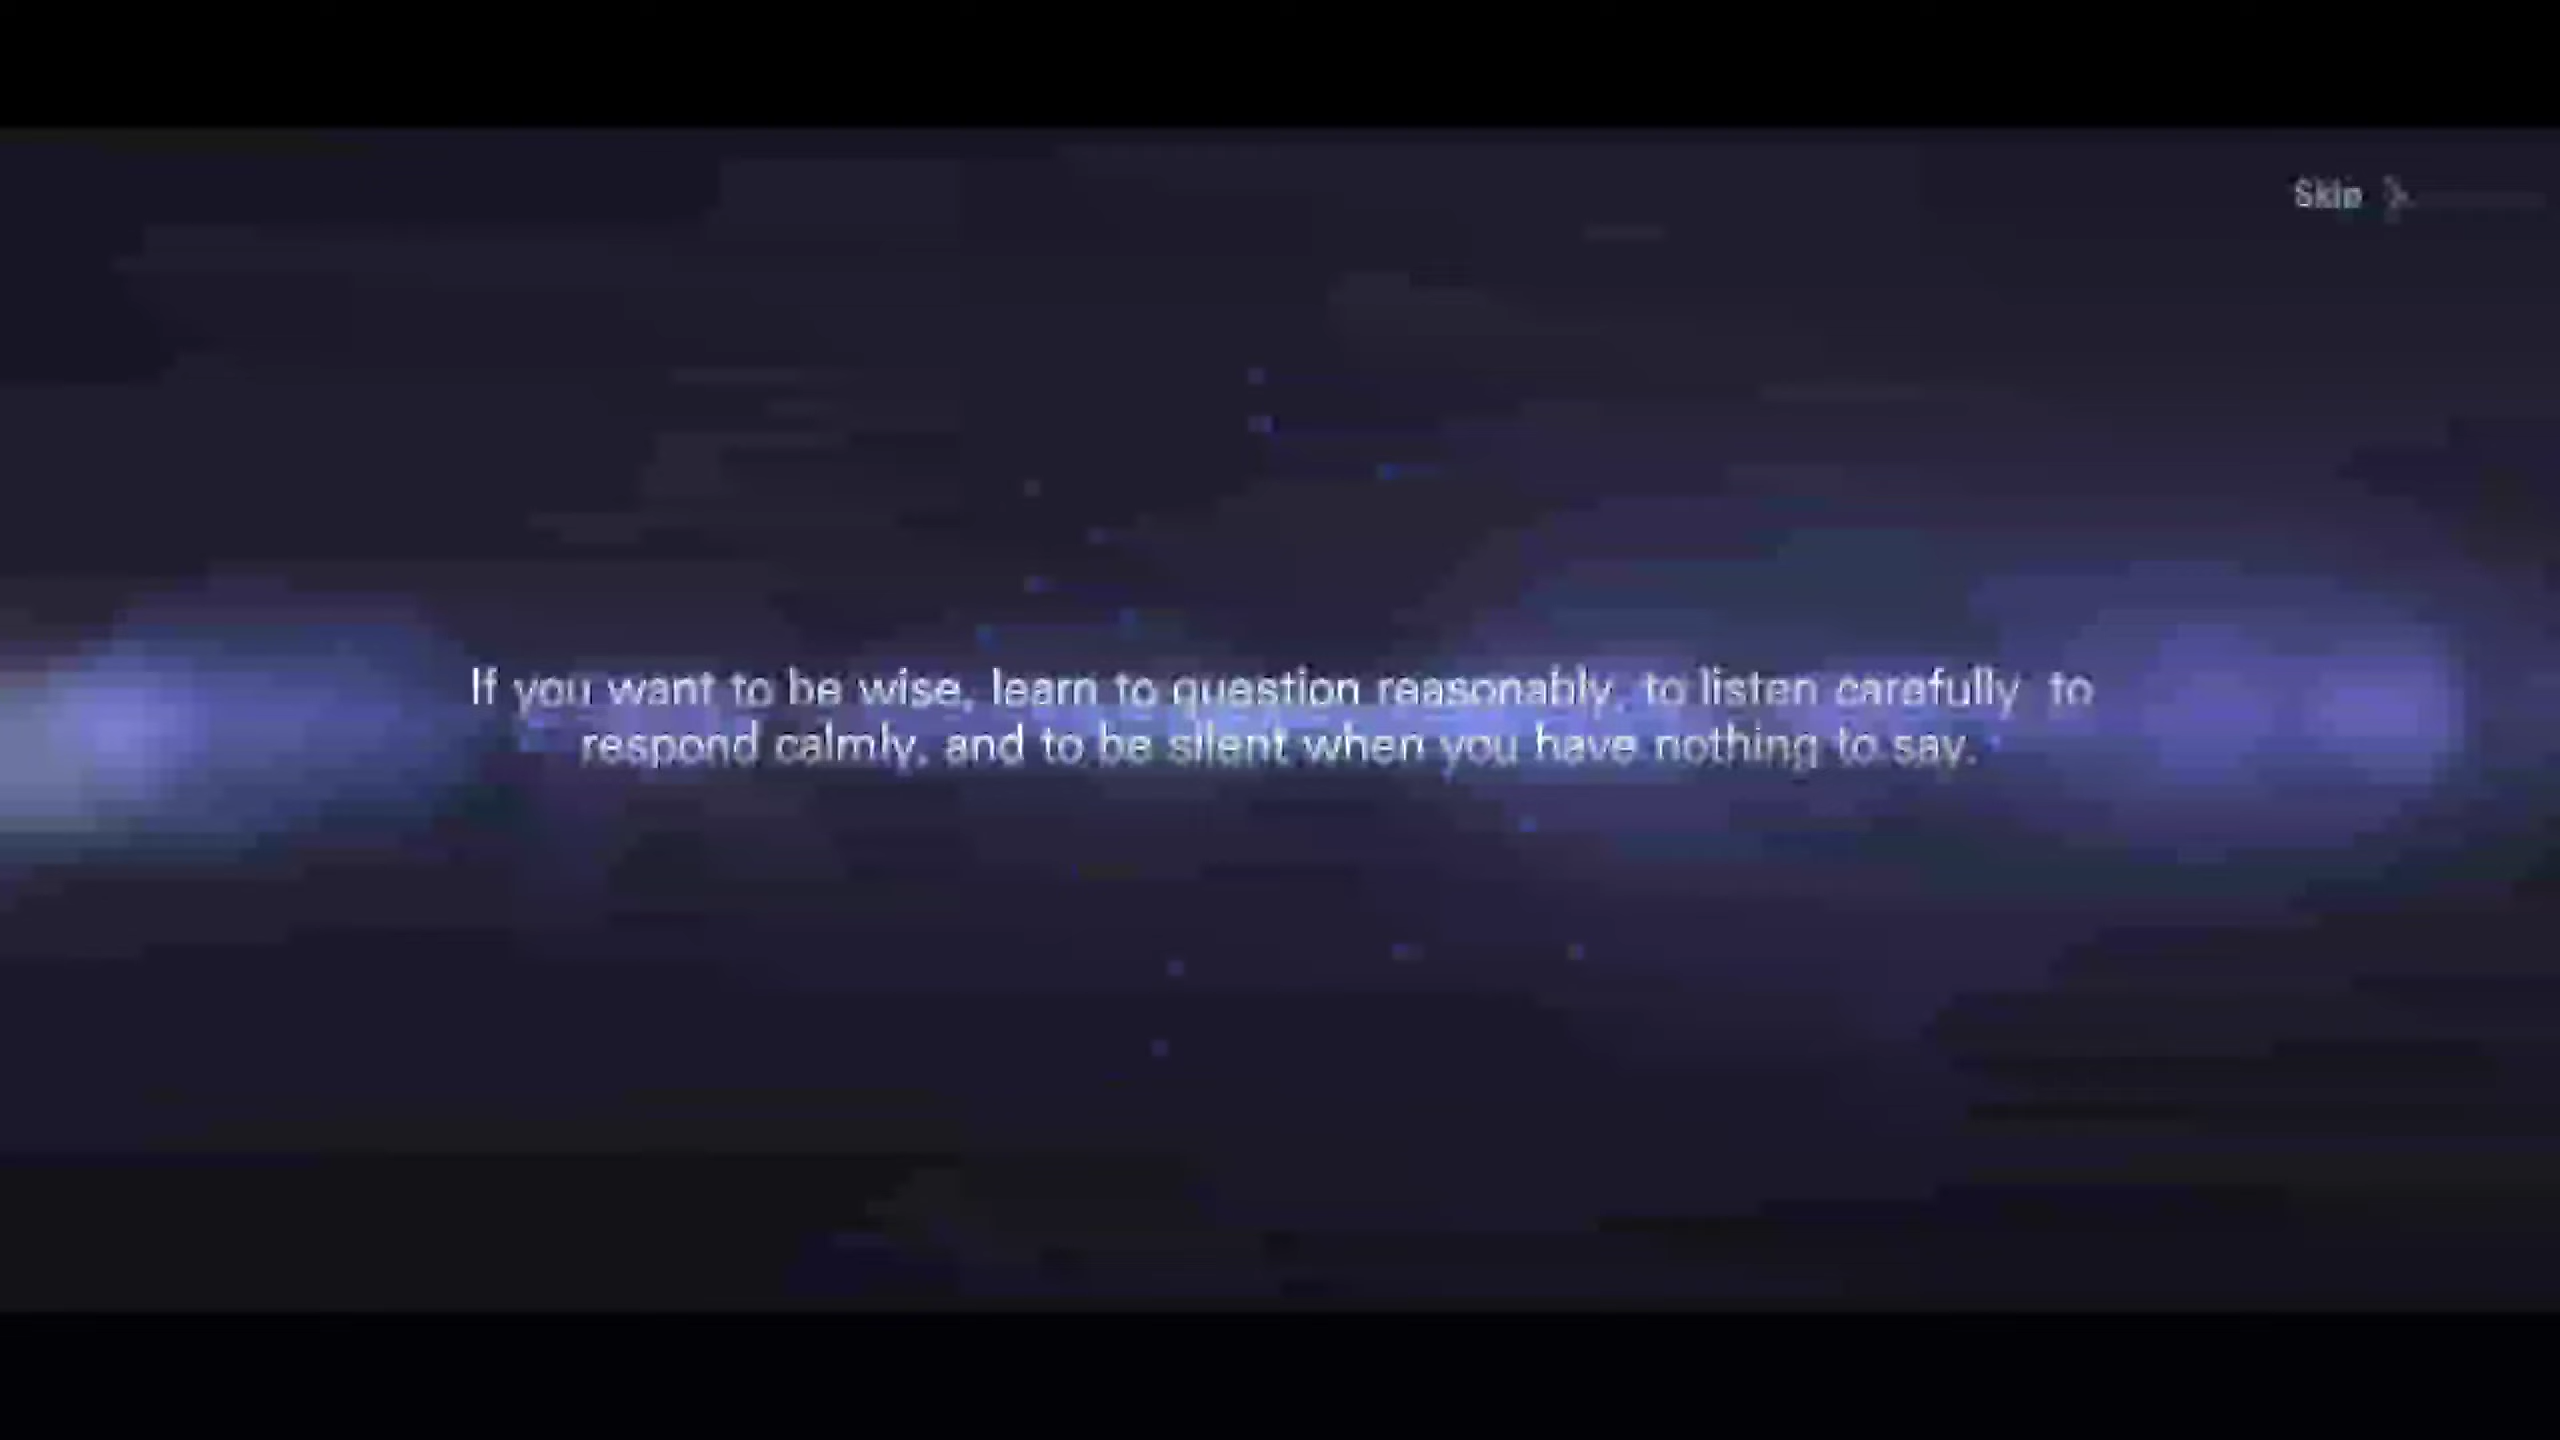 Skip
If you want to be wise, learn to question reasonably, to listen carefully to
respond calmly, and to be silent when you have nothing to say.